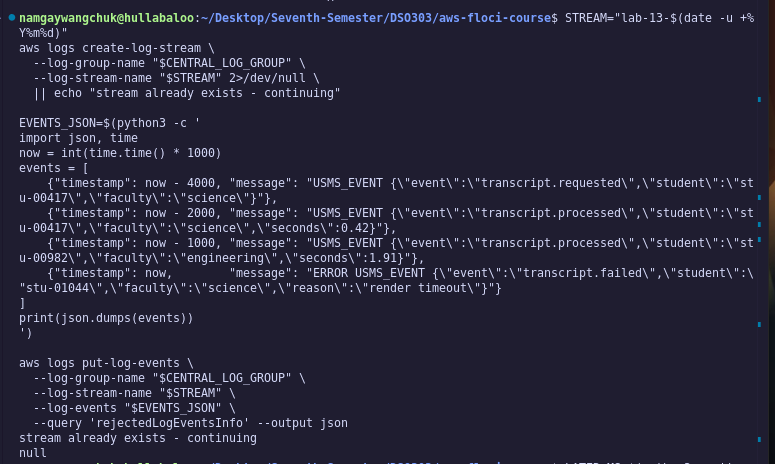 namgaywangchuk@hullabaloo:~/Desktop/Seventh-Semester/DSO303/aws-floci-course$ STREAM="lab-13-$(date -u +%
Y%m%d)"
aws logs create-log-stream \
  --log-group-name "$CENTRAL_LOG_GROUP" \
  --log-stream-name "$STREAM" 2>/dev/null \
  || echo "stream already exists - continuing"

EVENTS_JSON=$(python3 -c '
import json, time
now = int(time.time() * 1000)
events = [
    {"timestamp": now - 4000, "message": "USMS_EVENT {\"event\":\"transcript.requested\",\"student\":\"st
u-00417\",\"faculty\":\"science\"}"},
    {"timestamp": now - 2000, "message": "USMS_EVENT {\"event\":\"transcript.processed\",\"student\":\"st
u-00417\",\"faculty\":\"science\",\"seconds\":0.42}"},
    {"timestamp": now - 1000, "message": "USMS_EVENT {\"event\":\"transcript.processed\",\"student\":\"st
u-00982\",\"faculty\":\"engineering\",\"seconds\":1.91}"},
    {"timestamp": now,        "message": "ERROR USMS_EVENT {\"event\":\"transcript.failed\",\"student\":\
"stu-01044\",\"faculty\":\"science\",\"reason\":\"render timeout\"}"}
]
print(json.dumps(events))
')

aws logs put-log-events \
  --log-group-name "$CENTRAL_LOG_GROUP" \
  --log-stream-name "$STREAM" \
  --log-events "$EVENTS_JSON" \
  --query 'rejectedLogEventsInfo' --output json
stream already exists - continuing
null